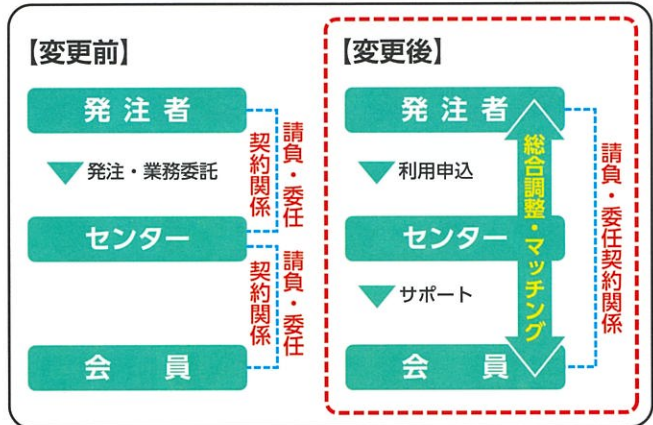 【変更前】
発注者
発注・業務委託
センター
会員
請負・委任
契約関係
請負・委任
契約関係
【変更後】
発注者
利用申込
センター
サポート
会員
総合調整・マッチング
請負・委任契約関係